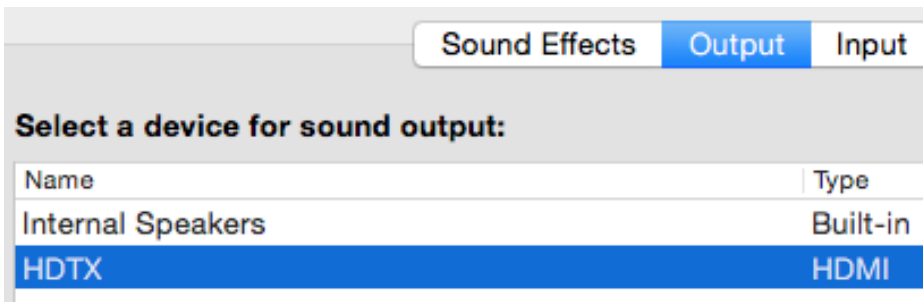 Sound Effects Output Input
Select a device for sound output:
Name Type
Internal Speakers Built-in
HDTX HDMI